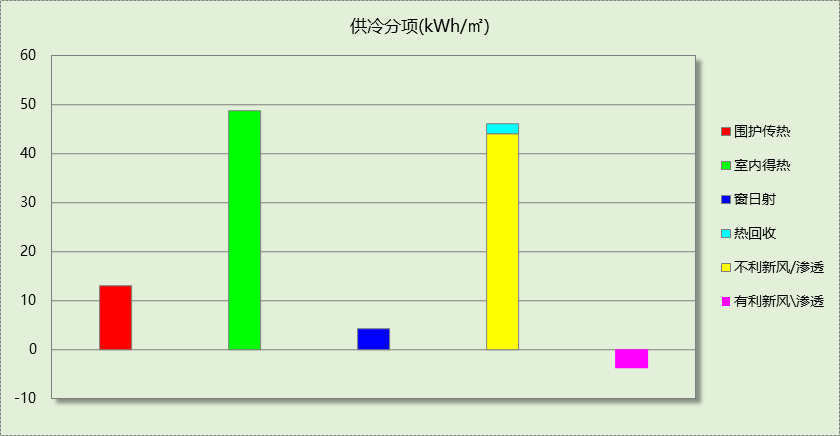 供冷分项(kWh/㎡)
60
50
40
30
20
10
0
-10
围护传热
室内得热
窗日射
热回收
不利新风/渗透
有利新风\渗透